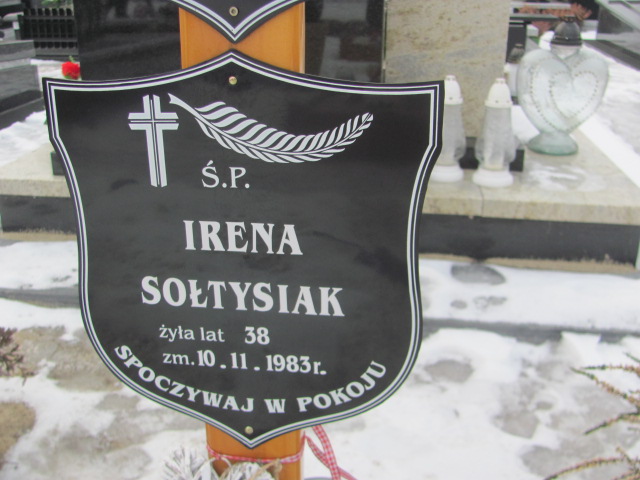 Ś.P.
IRENA
SOŁTYSIAK
żyła lat 38
zm. 10.11.1983r.
SPOCZYWAJ W POKOJU